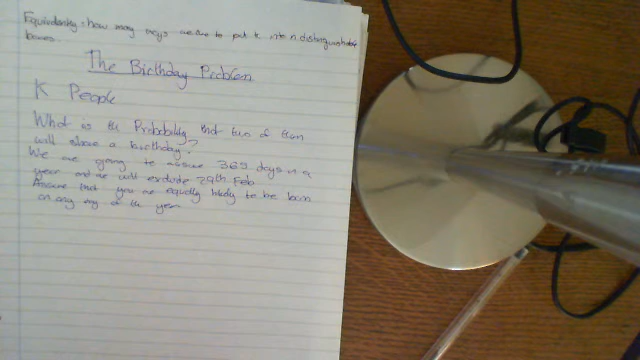 Equivalently: how many ways are there to put k into n distinguishable
boxes
The Birthday Problem
K People
What is the Probability that two of them
will share a birthday?
We are going to assume 365 days in a
year and we will exclude 29th Feb
Assume that you are equally likely to be born
on any day of the year